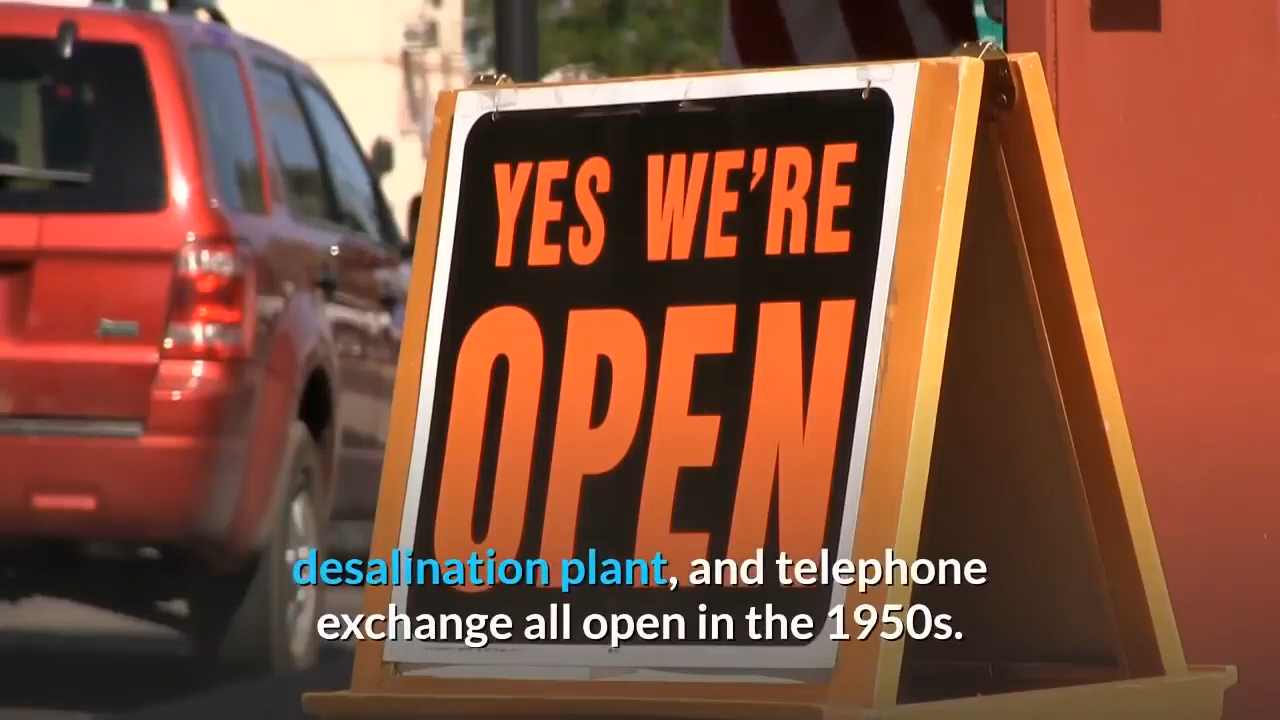 YES WE'RE
OPEN
desalination plant, and telephone
exchange all open in the 1950s.